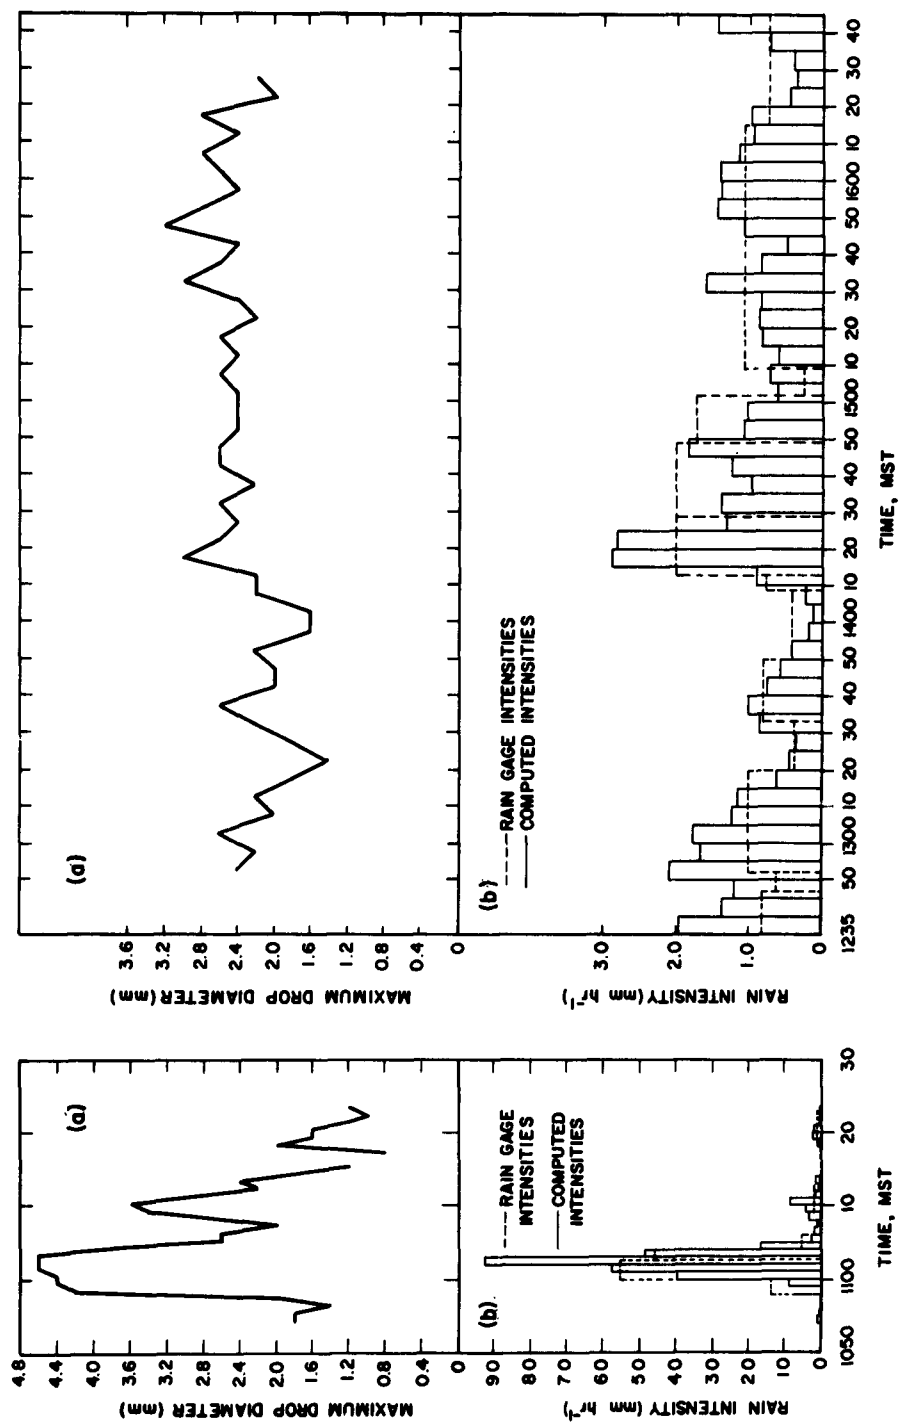 MAXIMUM DROP DIAMETER (mm)
4.8
4.4
4.0
3.6
3.2
2.8
2.4
2.0
1.6
1.2
0.8
0.4
(a)
RAIN INTENSITY (mm hr⁻¹)
90
80
70
60
50
40
30
20
10
0
(b)
--- RAIN GAGE
INTENSITIES
— COMPUTED
INTENSITIES
1050 1100 10 20 30
TIME, MST
MAXIMUM DROP DIAMETER (mm)
3.6
3.2
2.8
2.4
2.0
1.6
1.2
0.8
0.4
0
(a)
RAIN INTENSITY (mm hr⁻¹)
3.0
2.0
1.0
0
(b)
--- RAIN GAGE INTENSITIES
— COMPUTED INTENSITIES
1235 50 1300 10 20 30 40 50 1400 10 20 30 40 50 1500 10 20 30 40 50 1600 10 20 30 40
TIME, MST